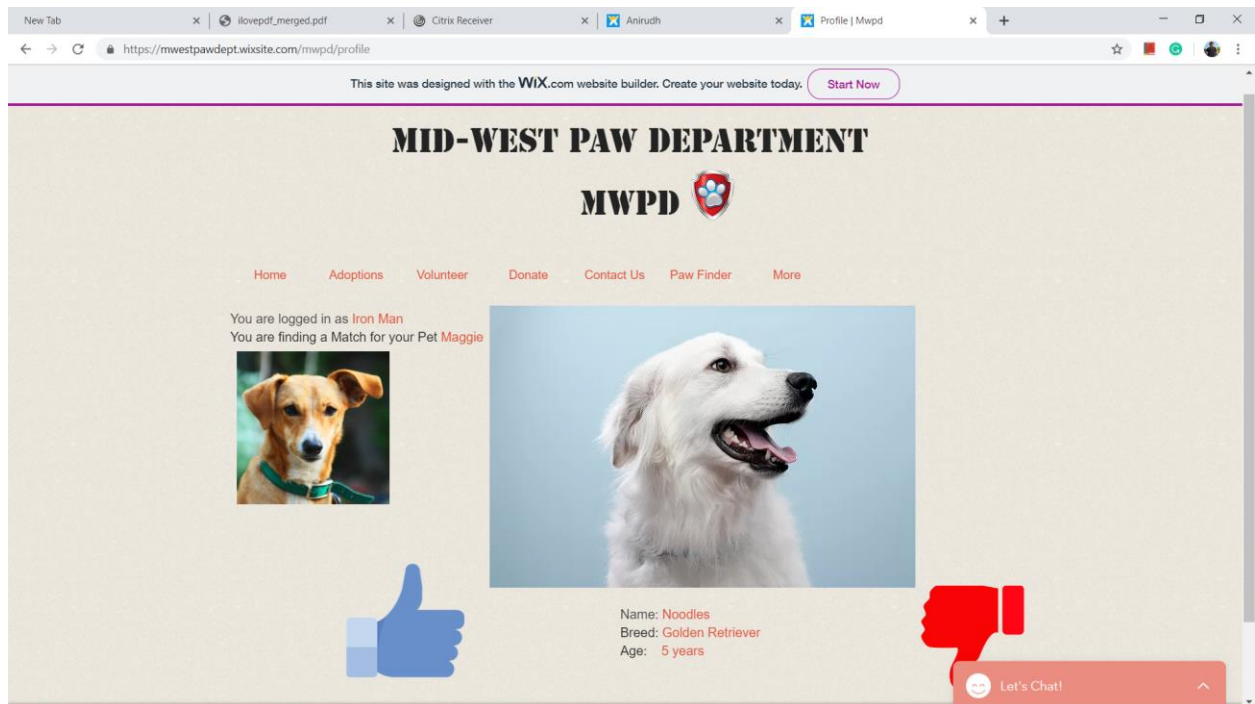 New Tab
ilovepdf_merged.pdf
Citrix Receiver
Anirudh
Profile | Mwpd
https://mwestpawdept.wixsite.com/mwpd/profile
This site was designed with the WiX.com website builder. Create your website today. Start Now
MID-WEST PAW DEPARTMENT
MWPD
Home Adoptions Volunteer Donate Contact Us Paw Finder More
You are logged in as Iron Man
You are finding a Match for your Pet Maggie
Name: Noodles
Breed: Golden Retriever
Age: 5 years
Let's Chat!